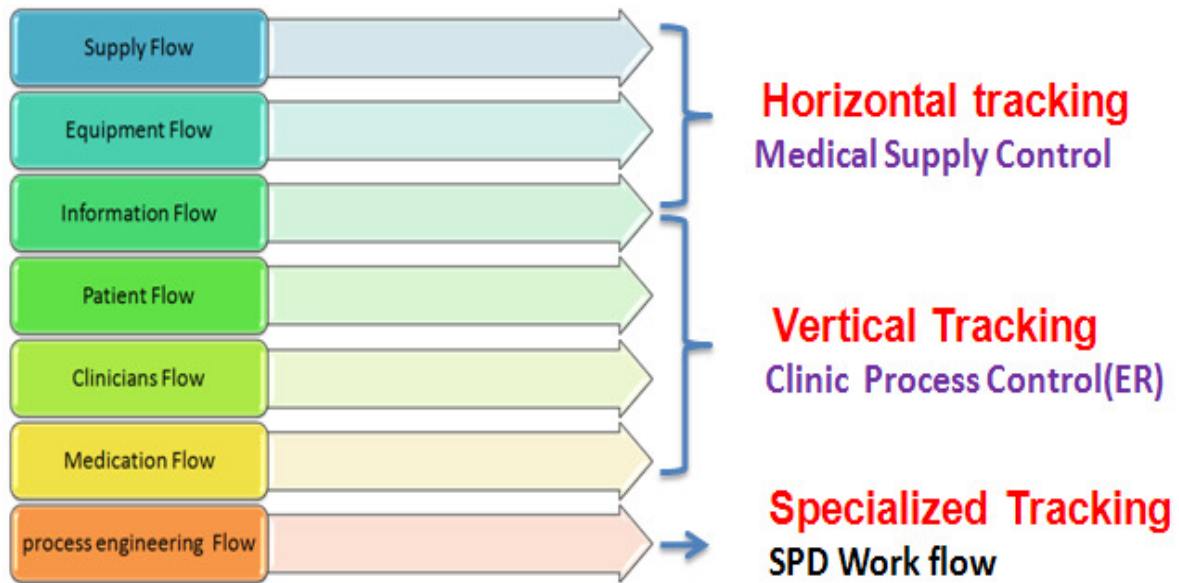 Supply Flow
Equipment Flow
Information Flow
Patient Flow
Clinicians Flow
Medication Flow
process engineering Flow
Horizontal tracking
Medical Supply Control
Vertical Tracking
Clinic Process Control(ER)
Specialized Tracking
SPD Work flow